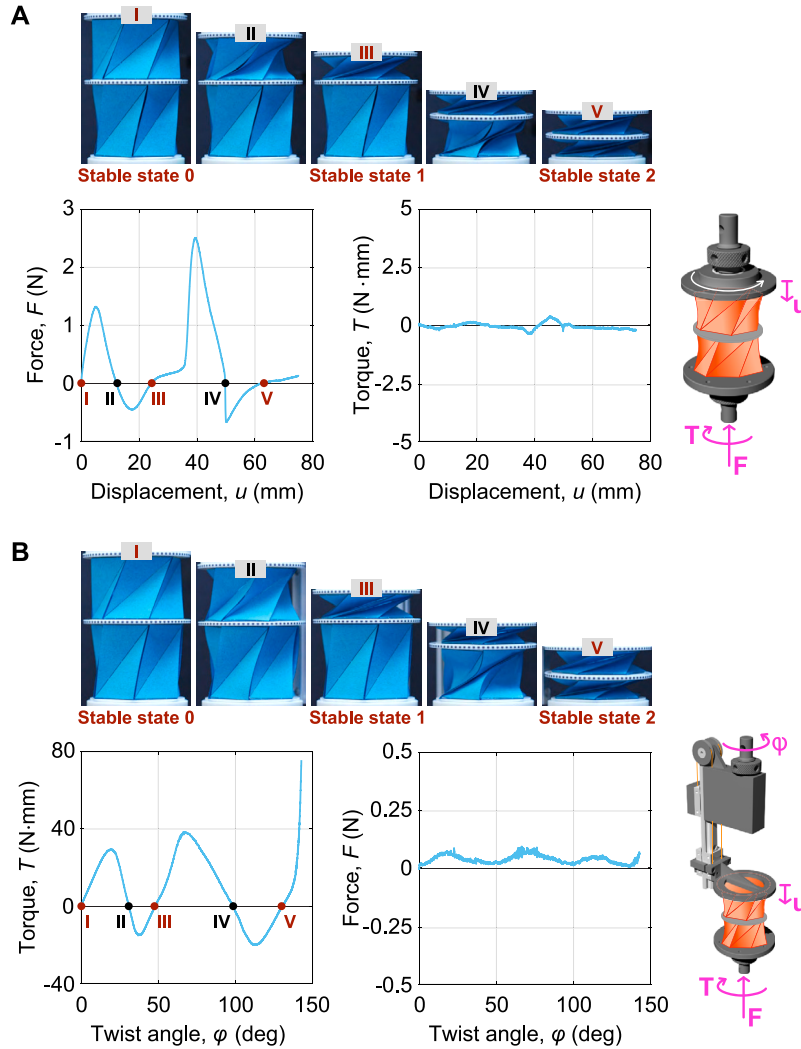 A
I
II
III
IV
V
Stable state 0
Stable state 1
Stable state 2
3
2
1
0
-1
Force, F (N)
I
II
III
IV
V
0
20
40
60
80
Displacement, u (mm)
5
2.5
0
-2.5
-5
Torque, T (N ·mm)
0
20
40
60
80
Displacement, u (mm)
u
T
F
B
I
II
III
IV
V
Stable state 0
Stable state 1
Stable state 2
80
40
0
-40
Torque, T (N·mm)
I
II
III
IV
V
0
50
100
150
Twist angle, φ (deg)
0.5
0.25
0
-0.25
-0.5
Force, F (N)
0
50
100
150
Twist angle, φ (deg)
φ
u
T
F